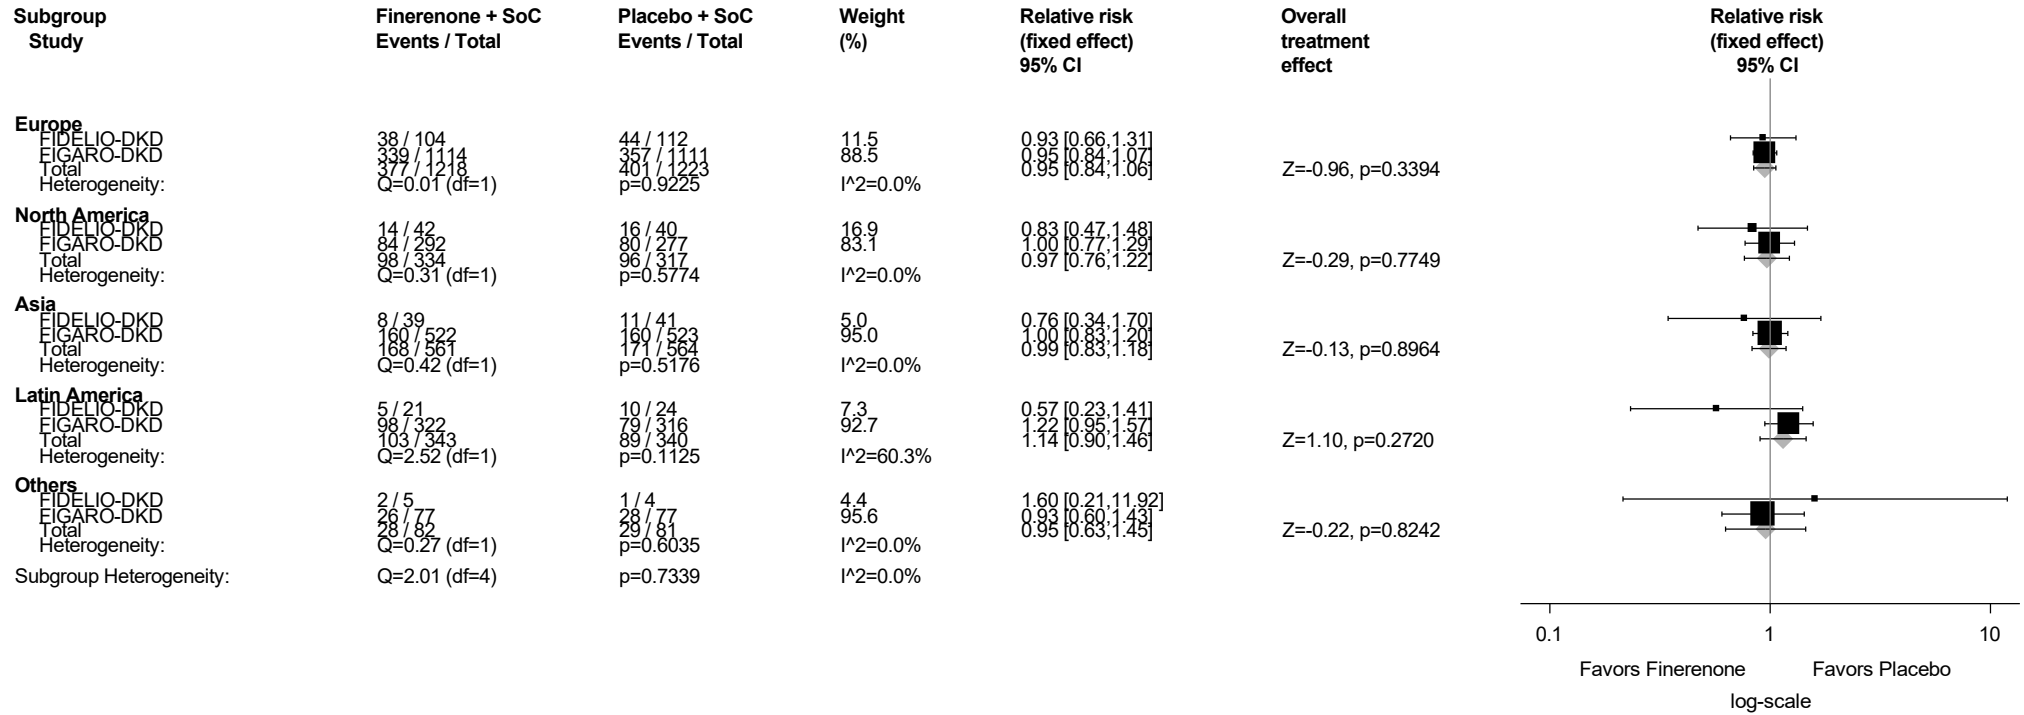 Subgroup Finerenone + SoC Placebo + SoC Weight Relative risk Overall Relative risk
Study Events / Total Events / Total (%) (fixed effect) treatment (fixed effect)
95% CI effect 95% CI
Europe
FIDELIO-DKD 38 / 104 44 / 112 11.5 0.93 [0.66,1.31]
FIGARO-DKD 339 / 1114 357 / 1111 88.5 0.95 [0.84,1.07]
Total 377 / 1218 401 / 1223 0.95 [0.84,1.06] Z=-0.96, p=0.3394
Heterogeneity: Q=0.01 (df=1) p=0.9225 I^2=0.0%
North America
FIDELIO-DKD 14 / 42 16 / 40 16.9 0.83 [0.47,1.48]
FIGARO-DKD 84 / 292 80 / 277 83.1 1.00 [0.77,1.29]
Total 98 / 334 96 / 317 0.97 [0.76,1.22] Z=-0.29, p=0.7749
Heterogeneity: Q=0.31 (df=1) p=0.5774 I^2=0.0%
Asia
FIDELIO-DKD 8 / 39 11 / 41 5.0 0.76 [0.34,1.70]
FIGARO-DKD 160 / 522 160 / 523 95.0 1.00 [0.83,1.20]
Total 168 / 561 171 / 564 0.99 [0.83,1.18] Z=-0.13, p=0.8964
Heterogeneity: Q=0.42 (df=1) p=0.5176 I^2=0.0%
Latin America
FIDELIO-DKD 5 / 21 10 / 24 7.3 0.57 [0.23,1.41]
FIGARO-DKD 98 / 322 79 / 316 92.7 1.22 [0.95,1.57]
Total 103 / 343 89 / 340 1.14 [0.90,1.46] Z=1.10, p=0.2720
Heterogeneity: Q=2.52 (df=1) p=0.1125 I^2=60.3%
Others
FIDELIO-DKD 2 / 5 1 / 4 4.4 1.60 [0.21,11.92]
FIGARO-DKD 26 / 77 28 / 77 95.6 0.93 [0.60,1.43]
Total 28 / 82 29 / 81 0.95 [0.63,1.45] Z=-0.22, p=0.8242
Heterogeneity: Q=0.27 (df=1) p=0.6035 I^2=0.0%
Subgroup Heterogeneity: Q=2.01 (df=4) p=0.7339 I^2=0.0%
0.1 1 10
Favors Finerenone Favors Placebo
log-scale